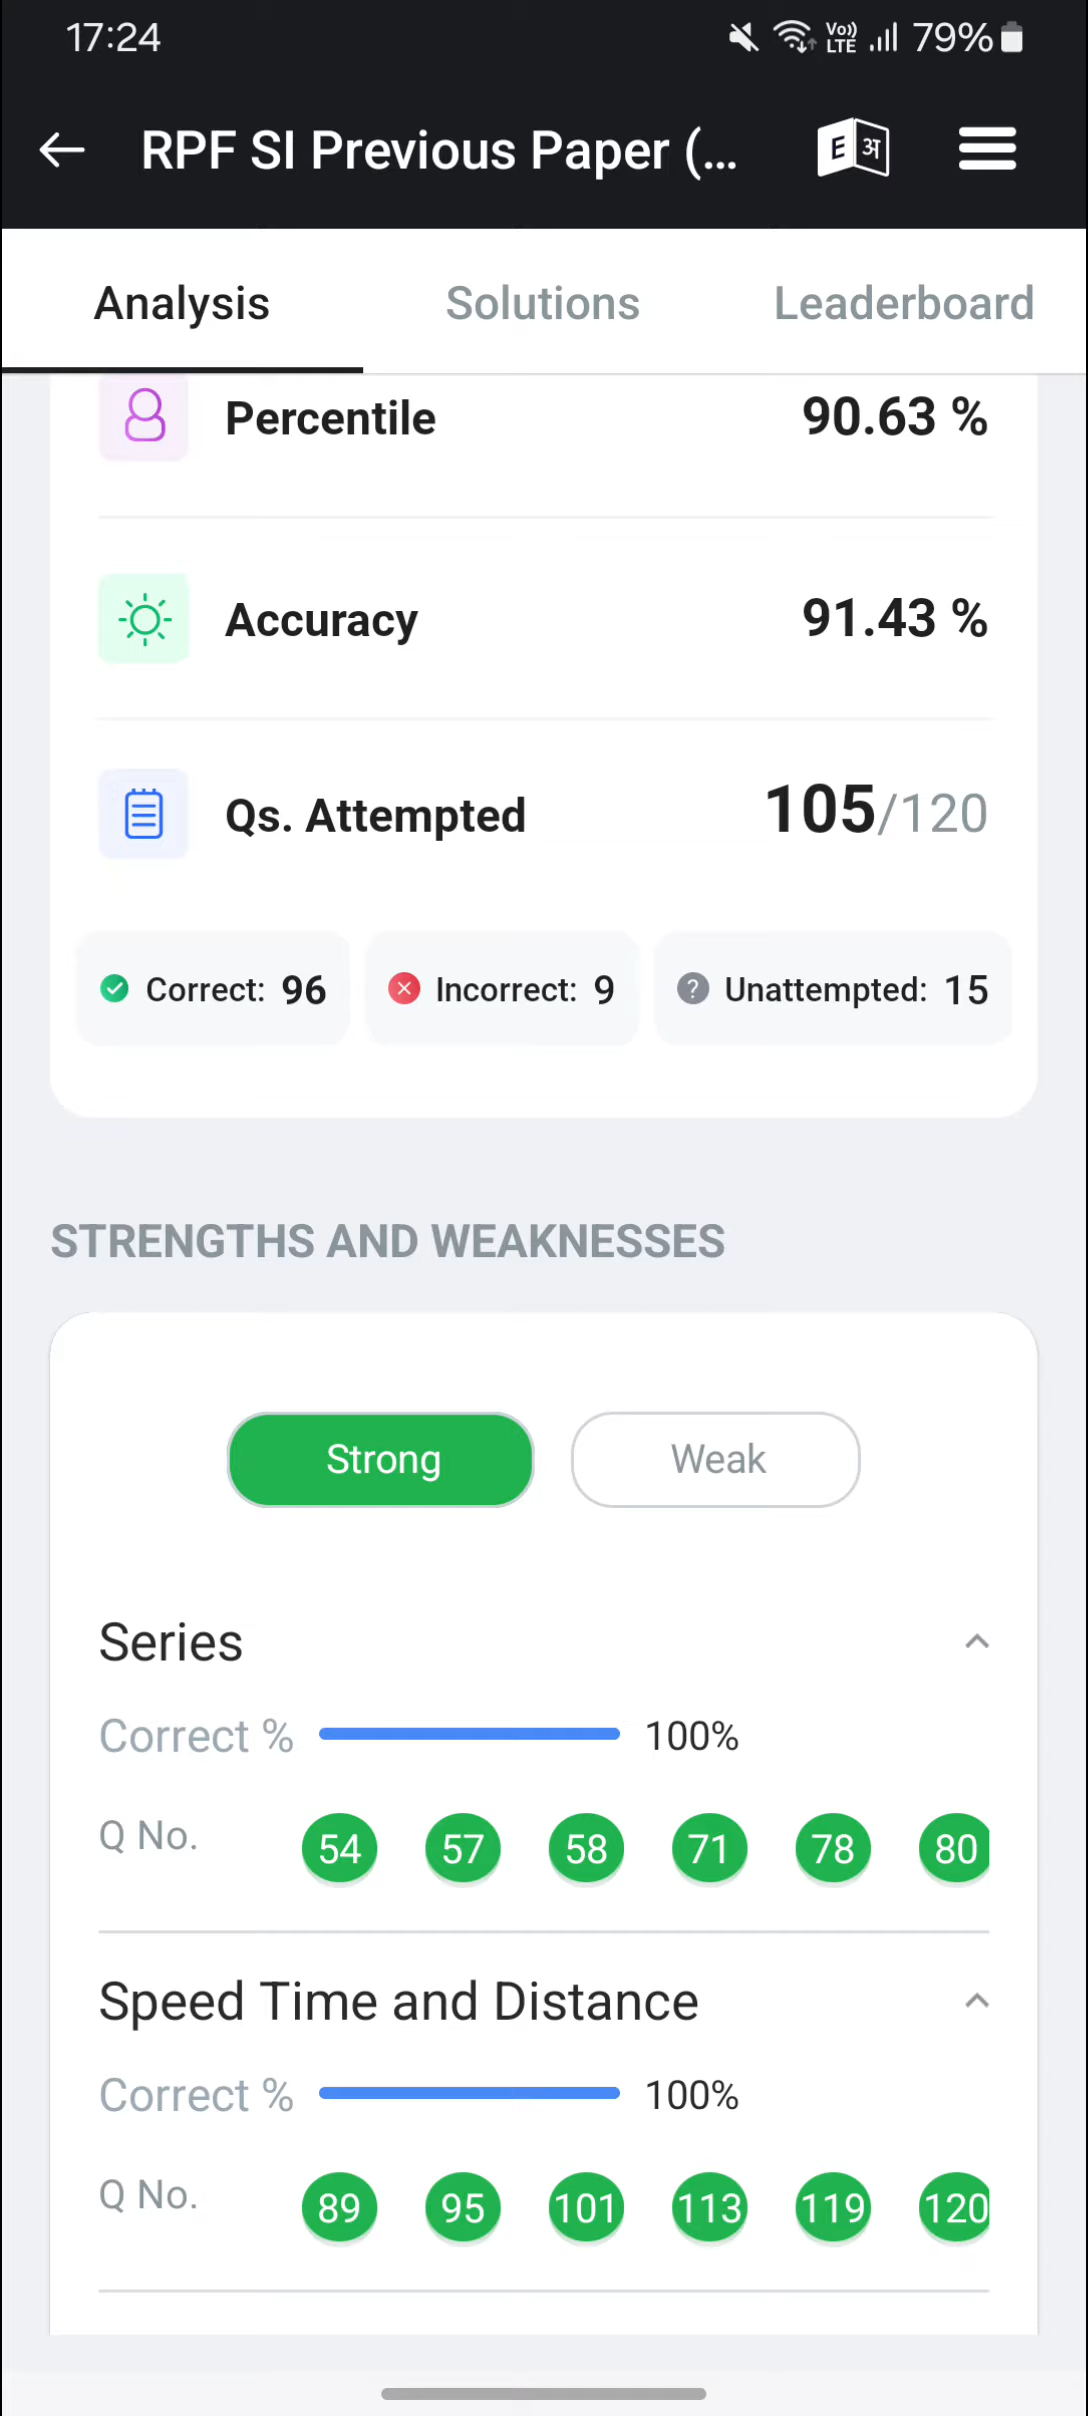 17:24 Vo)) LTE 79%
RPF SI Previous Paper (... E अ
Analysis Solutions Leaderboard
Percentile 90.63 %
Accuracy 91.43 %
Qs. Attempted 105/120
Correct: 96 Incorrect: 9 ? Unattempted: 15
STRENGTHS AND WEAKNESSES
Strong Weak
Series
Correct % 100%
Q No. 54 57 58 71 78 80
Speed Time and Distance
Correct % 100%
Q No. 89 95 101 113 119 120